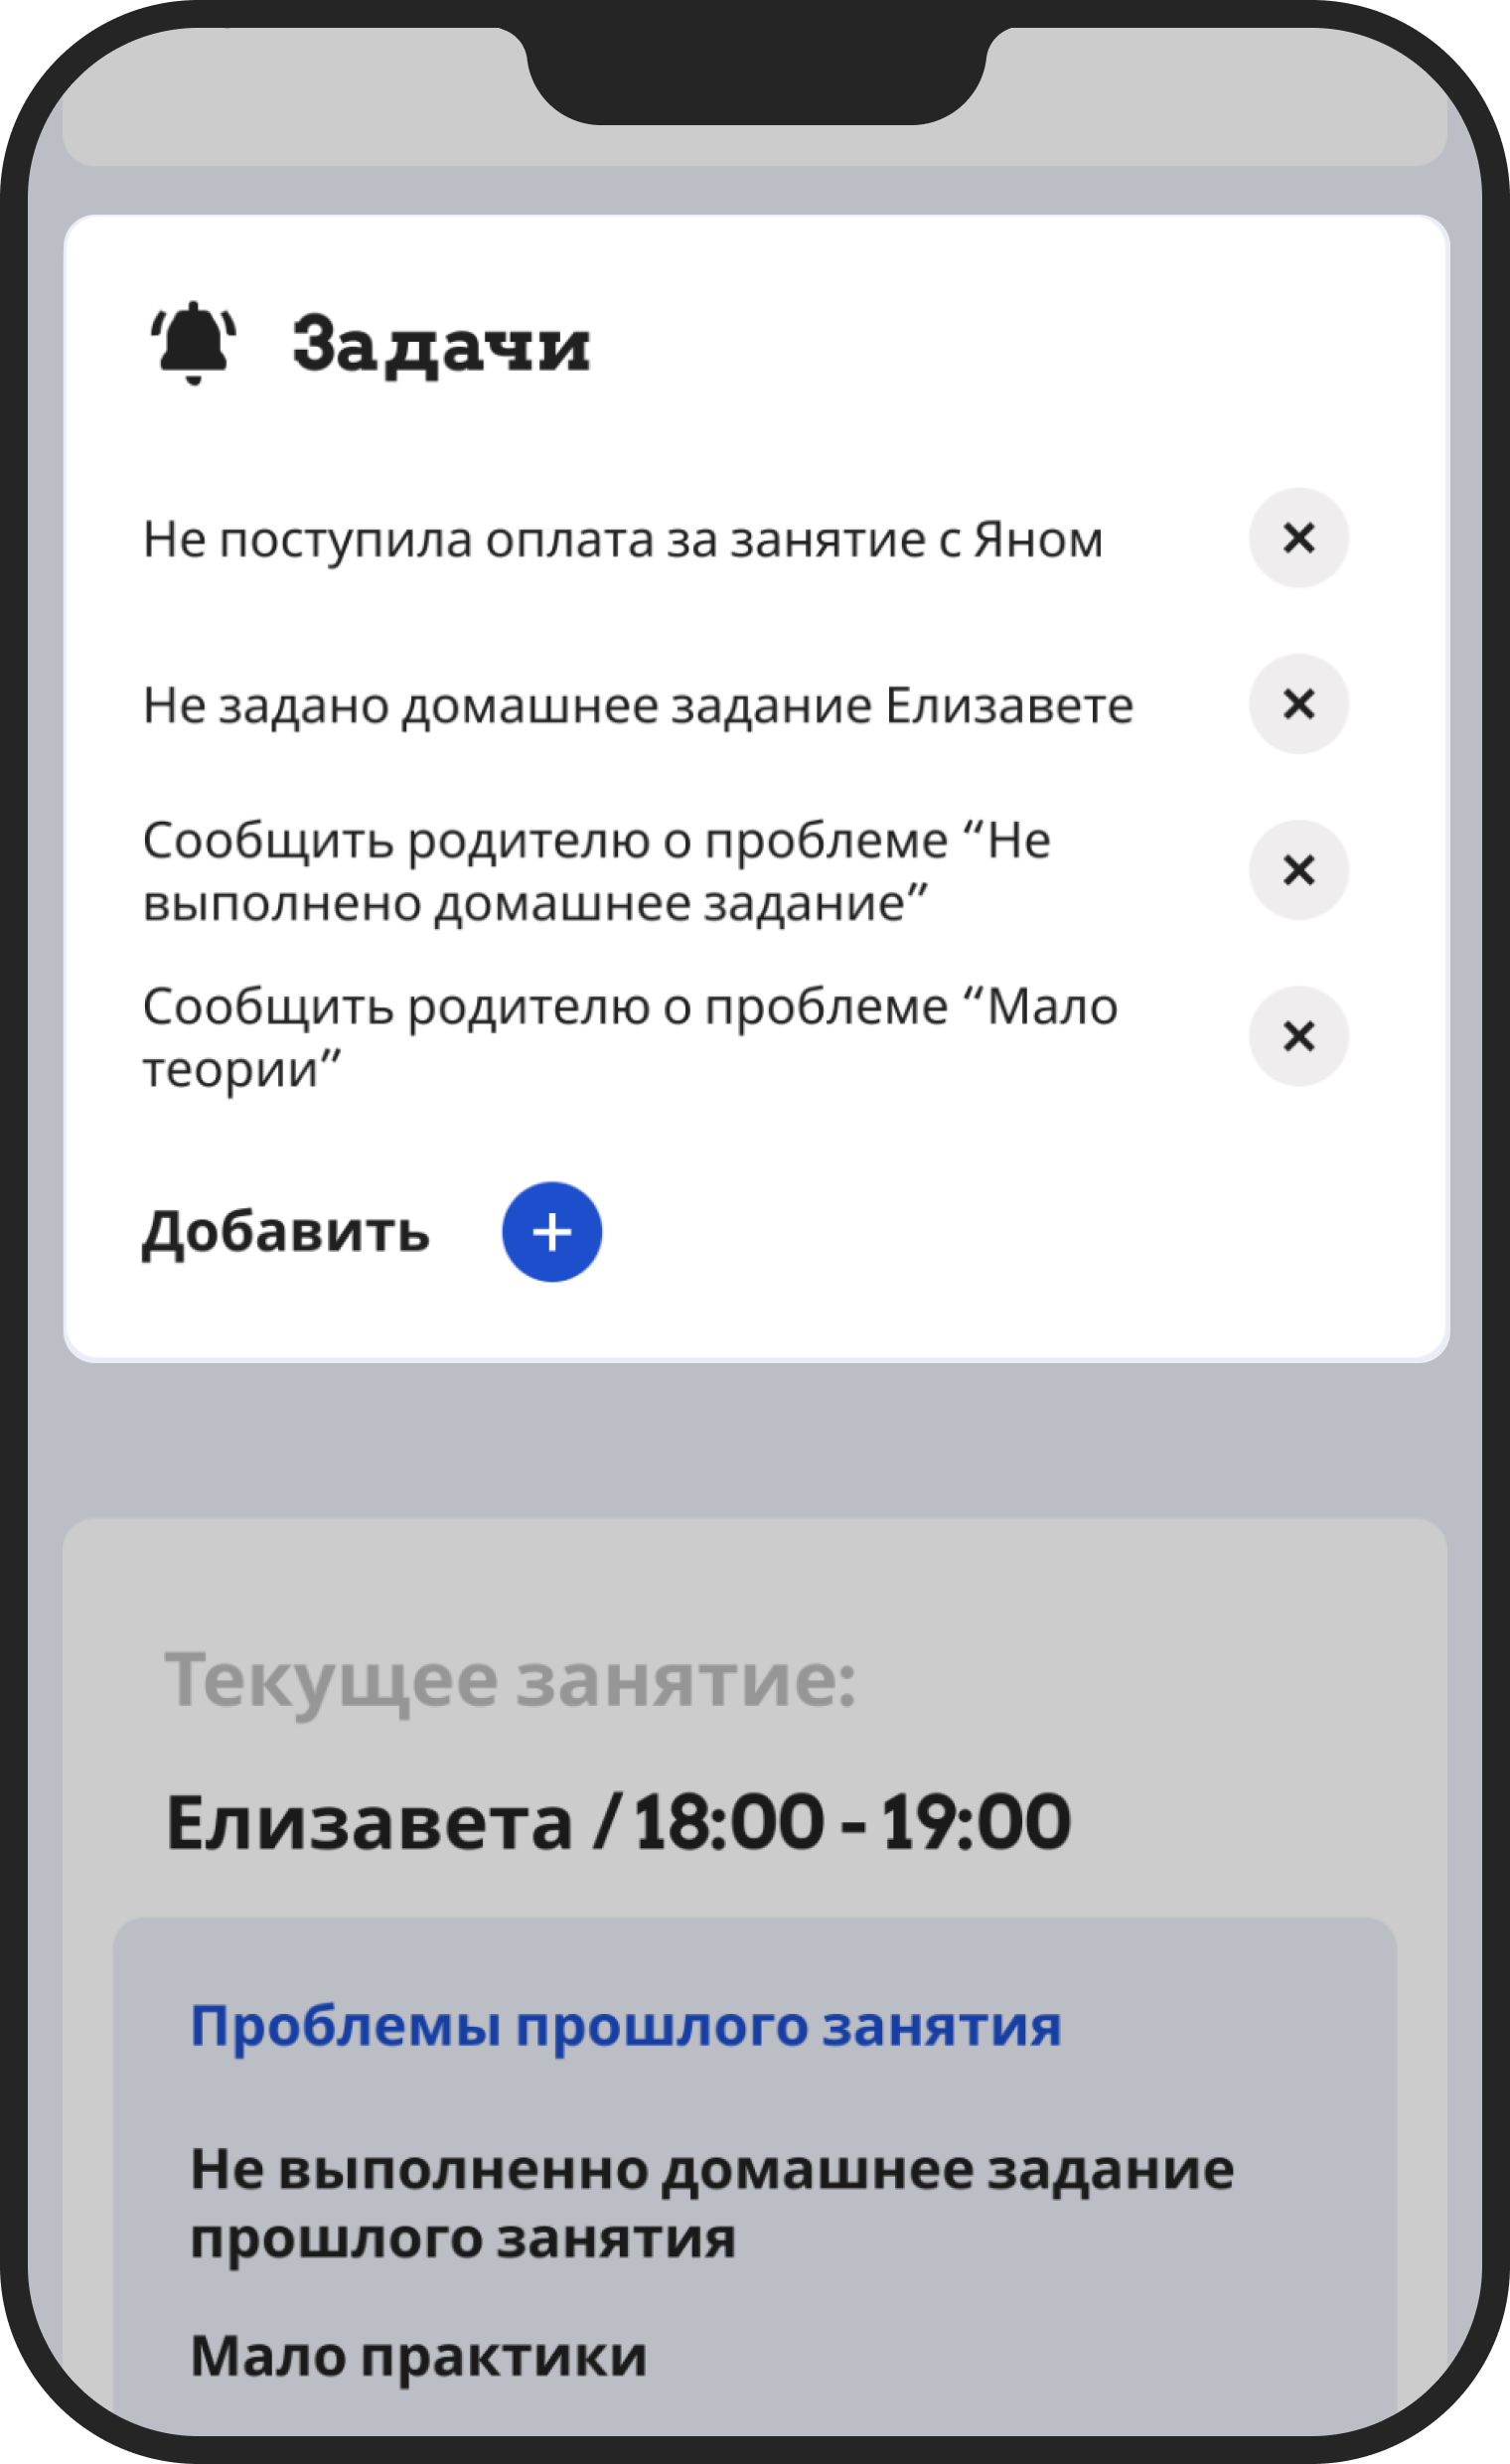 Задачи
Не поступила оплата за занятие с Яном
Не задано домашнее задание Елизавете
Сообщить родителю о проблеме “Не
выполнено домашнее задание”
Сообщить родителю о проблеме “Мало
теории”
Добавить
Текущее занятие:
Елизавета / 18:00 - 19:00
Проблемы прошлого занятия
Не выполненно домашнее задание
прошлого занятия
Мало практики